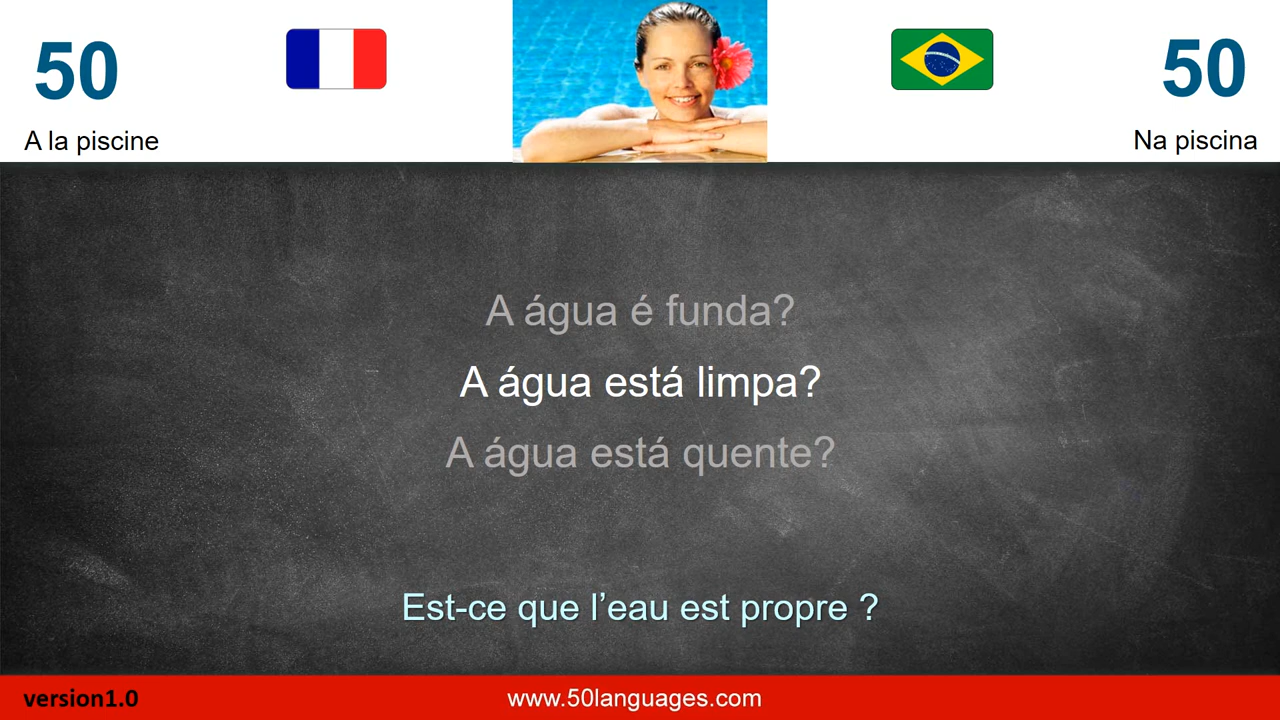 50
50
A la piscine
Na piscina
A água é funda?
A água está limpa?
A água está quente?
Est-ce que l’eau est propre ?
version1.0
www.50languages.com